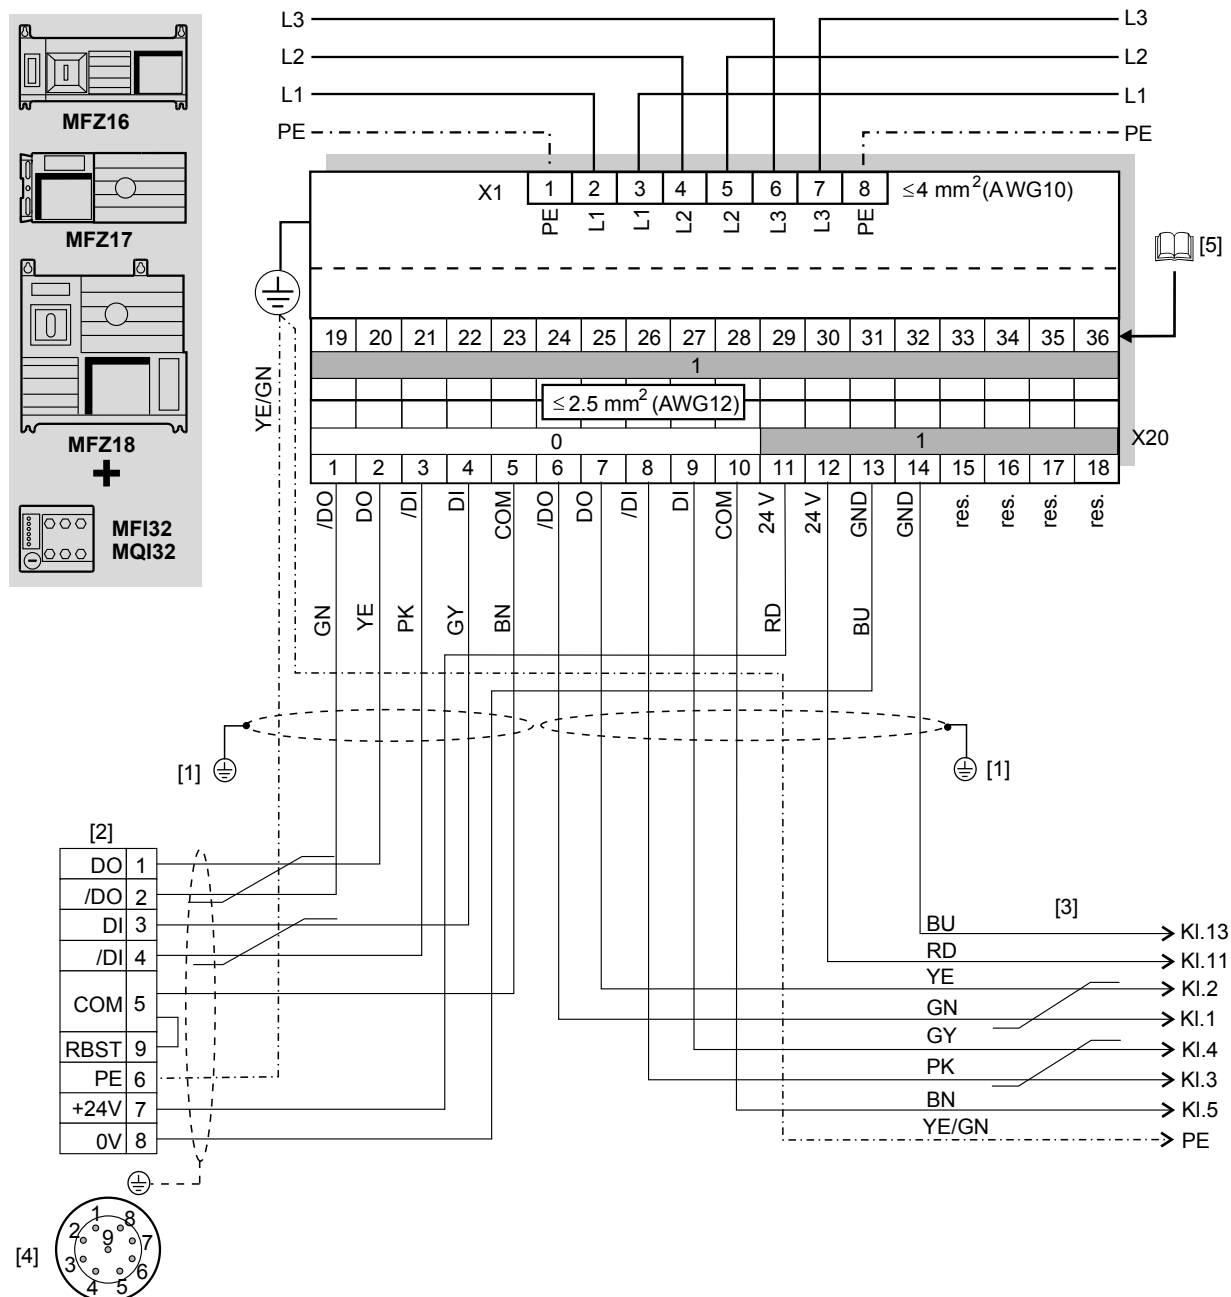 MFZ16
MFZ17
MFZ18
+
MFI32
MQI32
L3 L3
L2 L2
L1 L1
PE PE
X1 1 2 3 4 5 6 7 8 ≤4 mm² (AWG10)
PE L1 L1 L2 L2 L3 L3 PE
[5]
YE/GN
19 20 21 22 23 24 25 26 27 28 29 30 31 32 33 34 35 36
1
≤2.5 mm² (AWG12)
0 1 X20
1 2 3 4 5 6 7 8 9 10 11 12 13 14 15 16 17 18
/DO DO /DI DI COM /DO DO /DI DI COM 24 V 24 V GND GND res. res. res. res.
GN YE PK GY BN RD BU
[1] [1]
[2]
DO 1
/DO 2
DI 3
/DI 4
COM 5
RBST 9
PE 6
+24V 7
0V 8
[3]
BU Kl.13
RD Kl.11
YE Kl.2
GN Kl.1
GY Kl.4
PK Kl.3
BN Kl.5
YE/GN PE
[4]
1 8
2 9 7
3 6
4 5